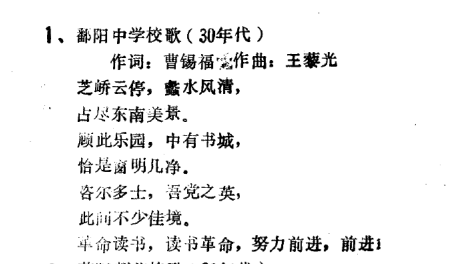 1、鄱阳中学校歌（30年代）
作词：曹锡福 作曲：王藜光
芝峤云停，蠡水风清，
占尽东南美景。
顾此乐园，中有书城，
恰是窗明几净。
咨尔多士，吾党之英，
此间不少佳境。
革命读书，读书革命，努力前进，前进！